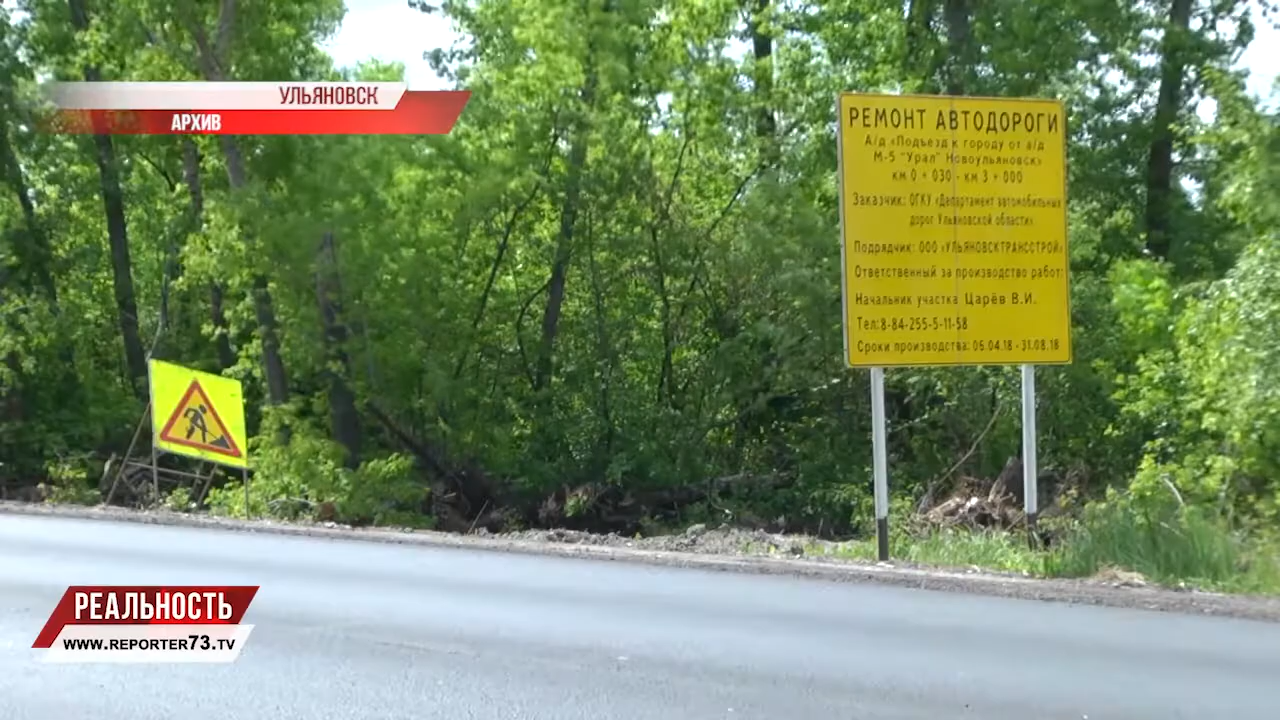 УЛЬЯНОВСК
АРХИВ
РЕМОНТ АВТОДОРОГИ
А/д «Подъезд к городу от а/д
М-5 "Урал" Новоульяновск»
км 0 + 030 - км 3 + 000
Заказчик: ОГКУ «Департамент автомобильных
дорог Ульяновской области»
Подрядчик: ООО «УЛЬЯНОВСКТРАНССТРОЙ»
Ответственный за производство работ:
Начальник участка Царёв В.И.
Тел:8-84-255-5-11-58
Сроки производства: 05.04.18 - 31.08.18
РЕАЛЬНОСТЬ
WWW.REPORTER73.TV